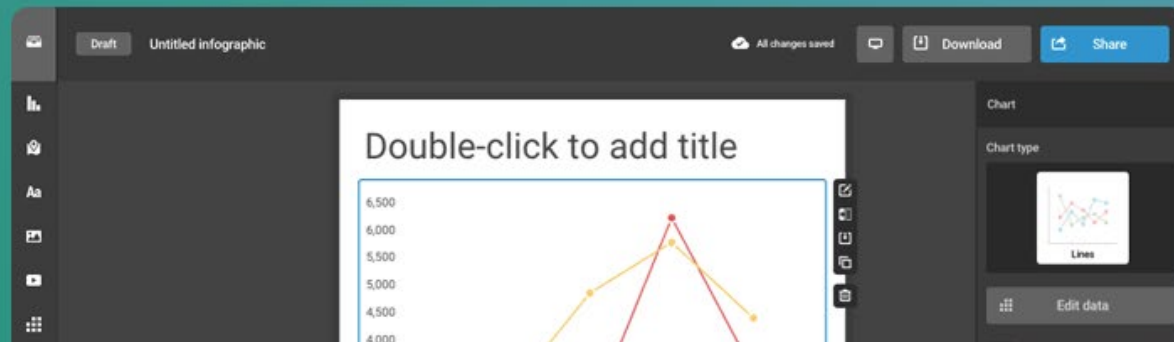 Draft
Untitled infographic
All changes saved
Download
Share
Aa
Double-click to add title
6,500
6,000
5,500
5,000
4,500
4,000
Chart
Chart type
Lines
Edit data